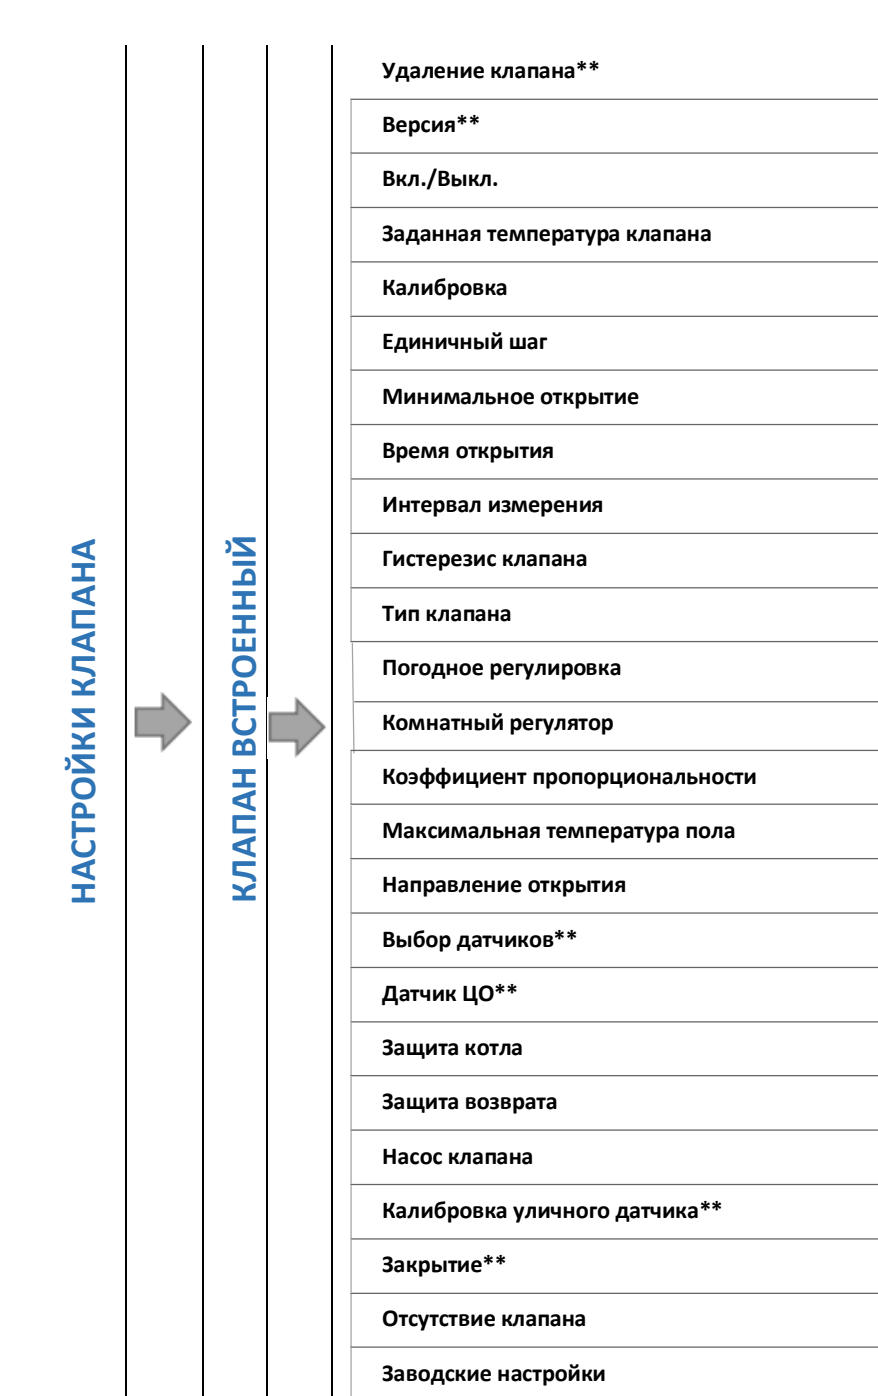 НАСТРОЙКИ КЛАПАНА
КЛАПАН ВСТРОЕННЫЙ
Удаление клапана**
Версия**
Вкл./Выкл.
Заданная температура клапана
Калибровка
Единичный шаг
Минимальное открытие
Время открытия
Интервал измерения
Гистерезис клапана
Тип клапана
Погодное регулировка
Комнатный регулятор
Коэффициент пропорциональности
Максимальная температура пола
Направление открытия
Выбор датчиков**
Датчик ЦО**
Защита котла
Защита возврата
Насос клапана
Калибровка уличного датчика**
Закрытие**
Отсутствие клапана
Заводские настройки